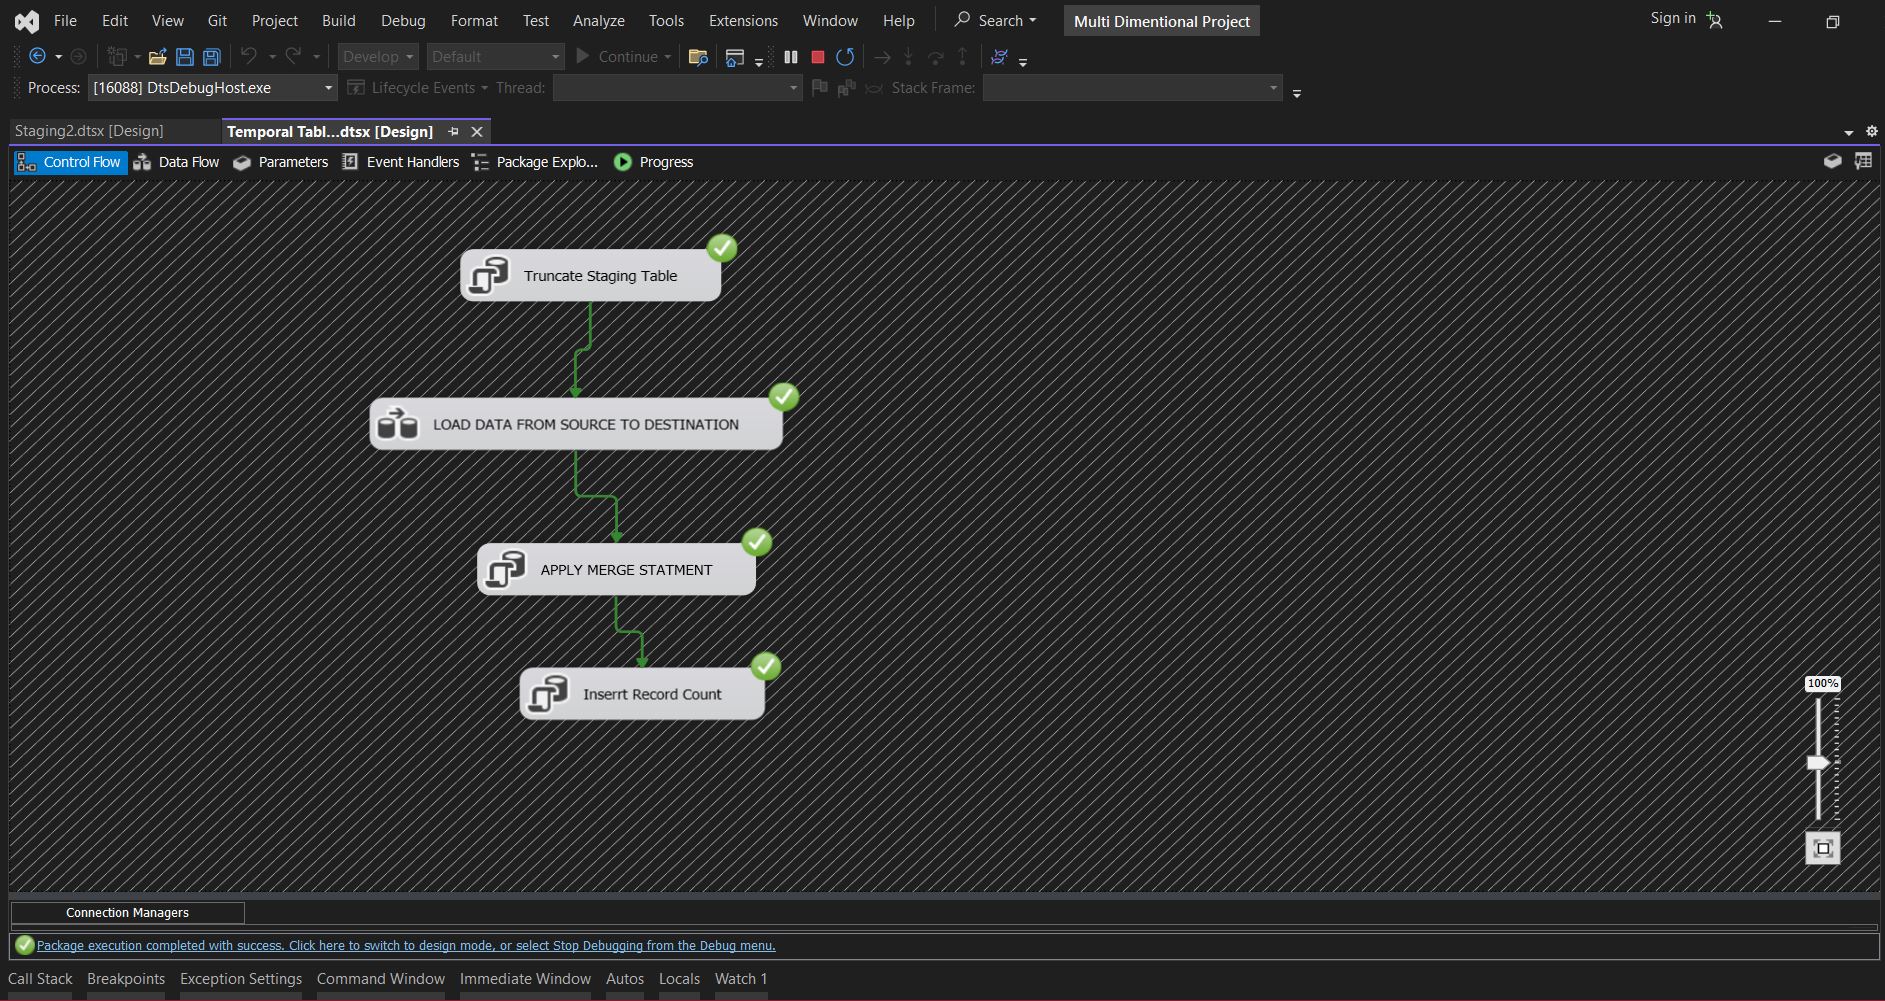 File Edit View Git Project Build Debug Format Test Analyze Tools Extensions Window Help Search Multi Dimentional Project Sign in
Develop Default Continue
Process: [16088] DtsDebugHost.exe Lifecycle Events Thread: Stack Frame:
Staging2.dtsx [Design] Temporal Tabl...dtsx [Design]
Control Flow Data Flow Parameters Event Handlers Package Explo... Progress
Truncate Staging Table
LOAD DATA FROM SOURCE TO DESTINATION
APPLY MERGE STATMENT
Inserrt Record Count
100%
Connection Managers
Package execution completed with success. Click here to switch to design mode, or select Stop Debugging from the Debug menu.
Call Stack Breakpoints Exception Settings Command Window Immediate Window Autos Locals Watch 1